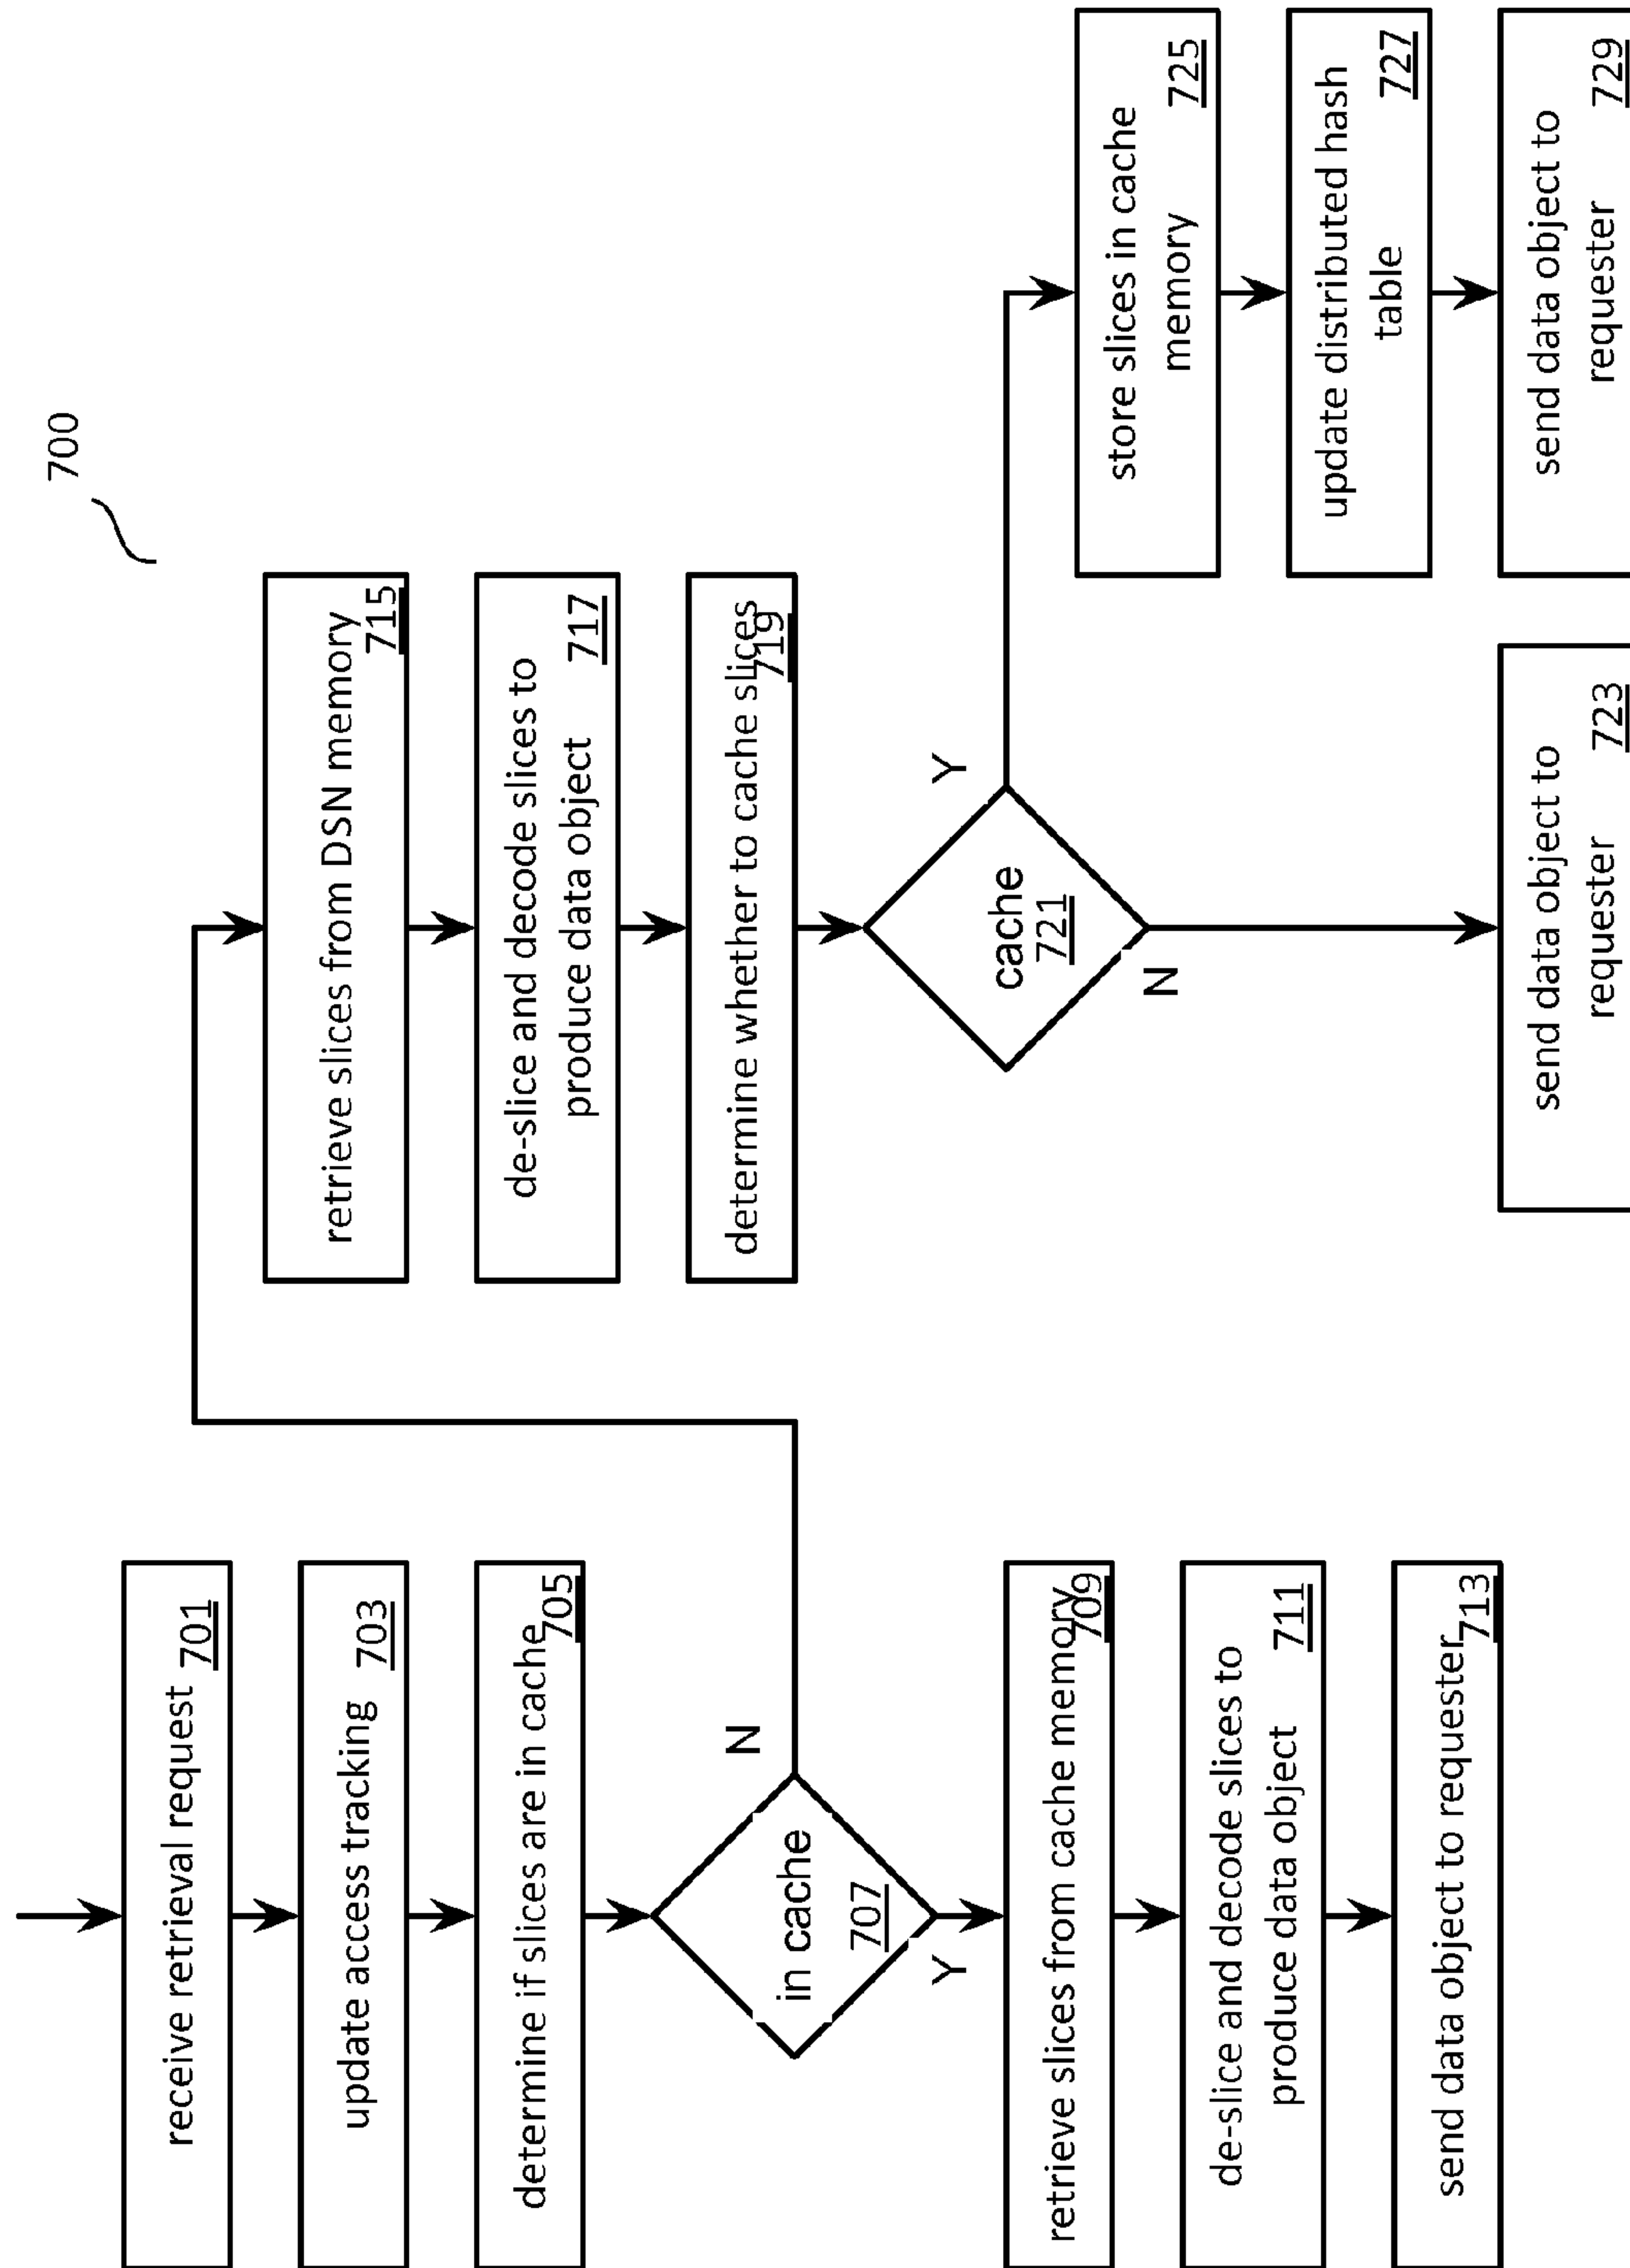 700
receive retrieval request 701
update access tracking 703
determine if slices are in cache
705
in cache
707
N
Y
retrieve slices from cache memory
709
de-slice and decode slices to
produce data object 711
send data object to requester
713
retrieve slices from DSN memory
715
de-slice and decode slices to
produce data object 717
determine whether to cache slices
719
cache
721
Y
N
send data object to
requester 723
store slices in cache
memory 725
update distributed hash
table 727
send data object to
requester 729